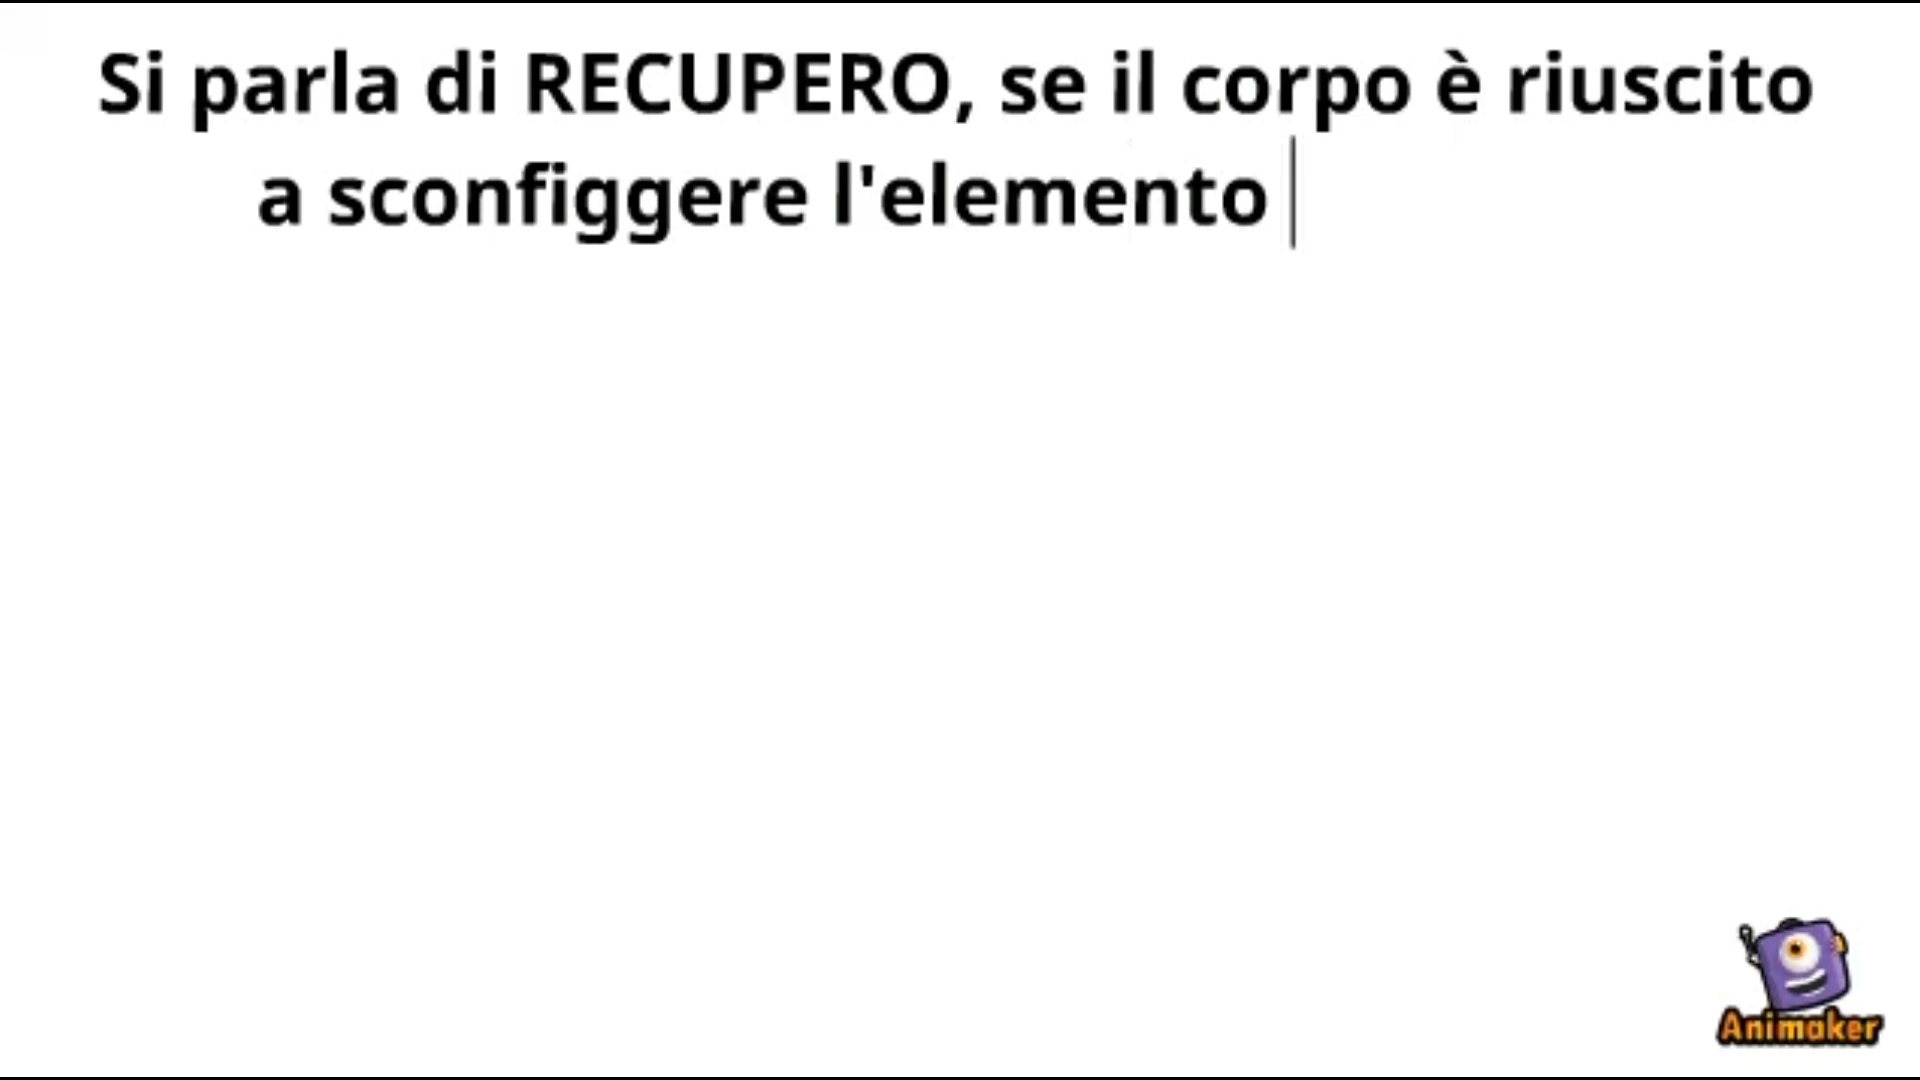 Si parla di RECUPERO, se il corpo è riuscito
a sconfiggere l'elemento
Animaker